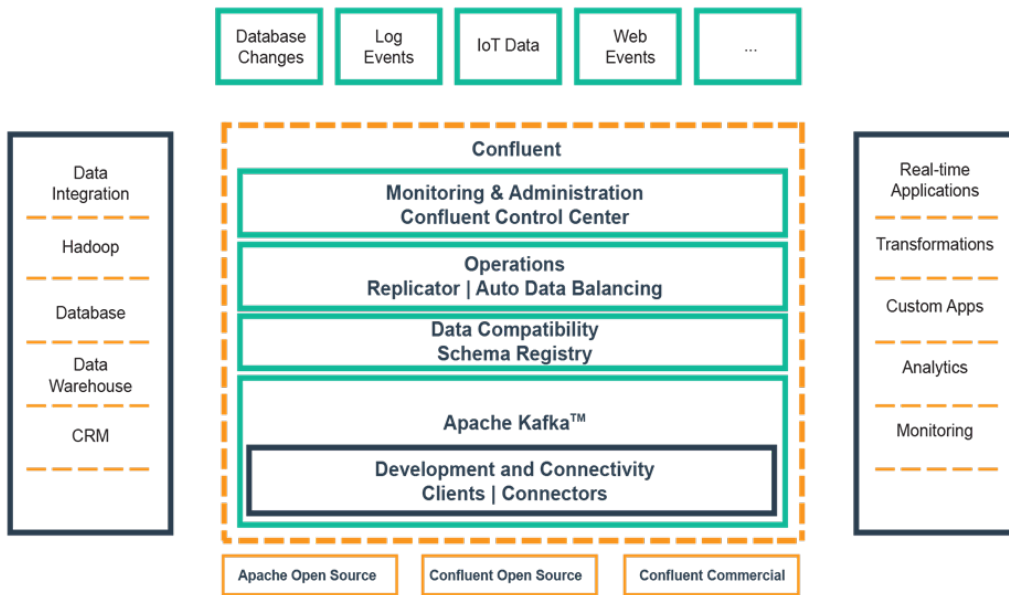 Database
Changes
Log
Events
IoT Data
Web
Events
...
Data
Integration
Hadoop
Database
Data
Warehouse
CRM
Confluent
Monitoring & Administration
Confluent Control Center
Operations
Replicator | Auto Data Balancing
Data Compatibility
Schema Registry
Apache Kafka™
Development and Connectivity
Clients | Connectors
Real-time
Applications
Transformations
Custom Apps
Analytics
Monitoring
Apache Open Source
Confluent Open Source
Confluent Commercial